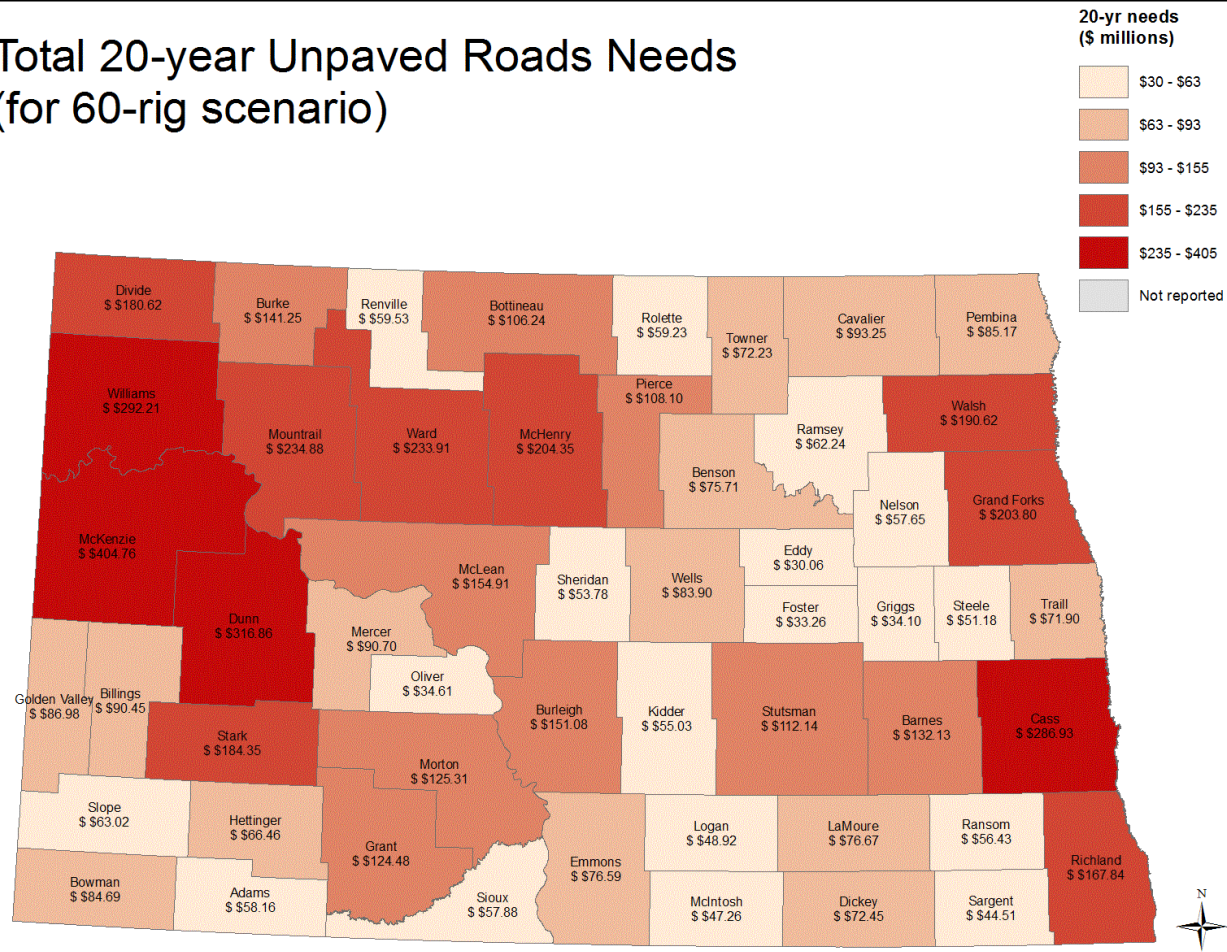 Total 20-year Unpaved Roads Needs
(for 60-rig scenario)
20-yr needs
($ millions)
$30 - $63
$63 - $93
$93 - $155
$155 - $235
$235 - $405
Not reported
Divide
$ $180.62
Burke
$ $141.25
Renville
$ $59.53
Bottineau
$ $106.24
Rolette
$ $59.23
Towner
$ $72.23
Cavalier
$ $93.25
Pembina
$ $85.17
Williams
$ $292.21
Mountrail
$ $234.88
Ward
$ $233.91
McHenry
$ $204.35
Pierce
$ $108.10
Benson
$ $75.71
Ramsey
$ $62.24
Walsh
$ $190.62
Nelson
$ $57.65
Grand Forks
$ $203.80
McKenzie
$ $404.76
Dunn
$ $316.86
McLean
$ $154.91
Mercer
$ $90.70
Oliver
$ $34.61
Sheridan
$ $53.78
Wells
$ $83.90
Eddy
$ $30.06
Foster
$ $33.26
Griggs
$ $34.10
Steele
$ $51.18
Traill
$ $71.90
Golden Valley
$ $86.98
Billings
$ $90.45
Stark
$ $184.35
Morton
$ $125.31
Burleigh
$ $151.08
Kidder
$ $55.03
Stutsman
$ $112.14
Barnes
$ $132.13
Cass
$ $286.93
Slope
$ $63.02
Hettinger
$ $66.46
Grant
$ $124.48
Bowman
$ $84.69
Adams
$ $58.16
Sioux
$ $57.88
Emmons
$ $76.59
Logan
$ $48.92
LaMoure
$ $76.67
Ransom
$ $56.43
Richland
$ $167.84
McIntosh
$ $47.26
Dickey
$ $72.45
Sargent
$ $44.51
N